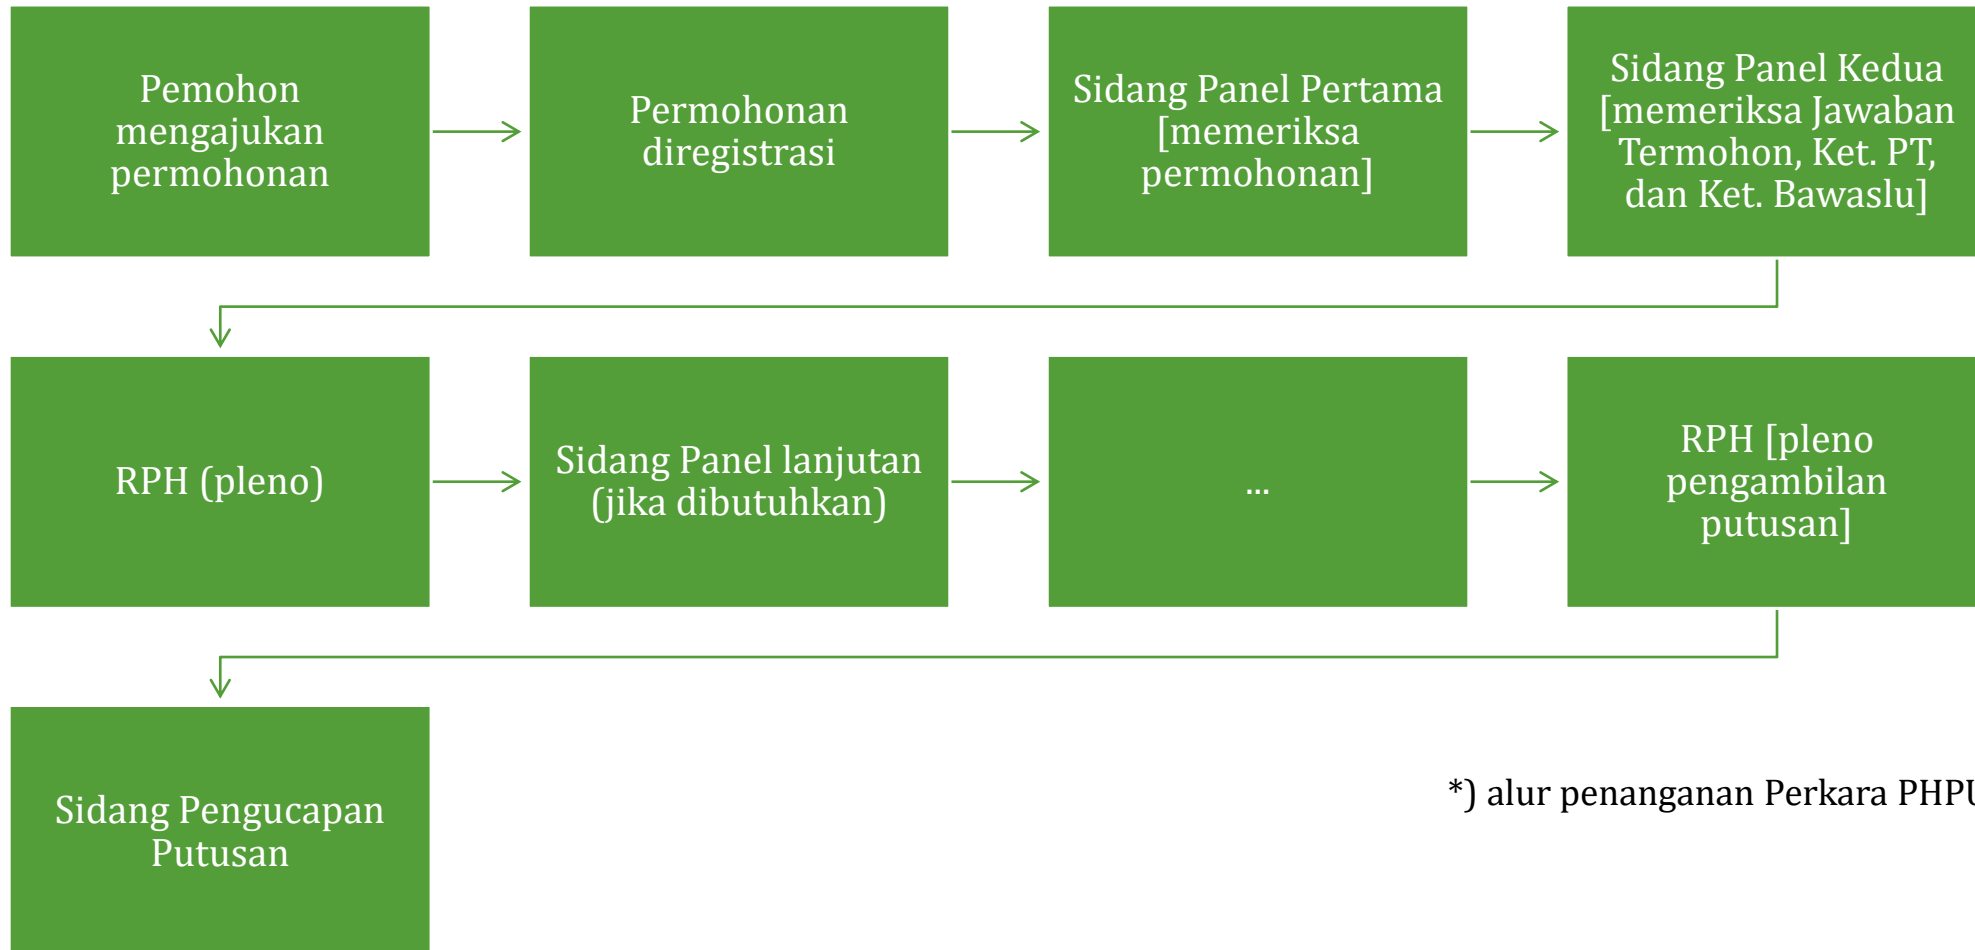 Pemohon
mengajukan
permohonan
Permohonan
diregistrasi
Sidang Panel Pertama
[memeriksa
permohonan]
Sidang Panel Kedua
[memeriksa Jawaban
Termohon, Ket. PT,
dan Ket. Bawaslu]
RPH (pleno)
Sidang Panel lanjutan
(jika dibutuhkan)
...
RPH [pleno
pengambilan
putusan]
Sidang Pengucapan
Putusan
*) alur penanganan Perkara PHPU